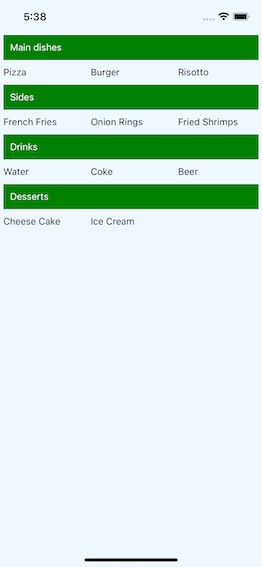 5:38
Main dishes
Pizza Burger Risotto
Sides
French Fries Onion Rings Fried Shrimps
Drinks
Water Coke Beer
Desserts
Cheese Cake Ice Cream